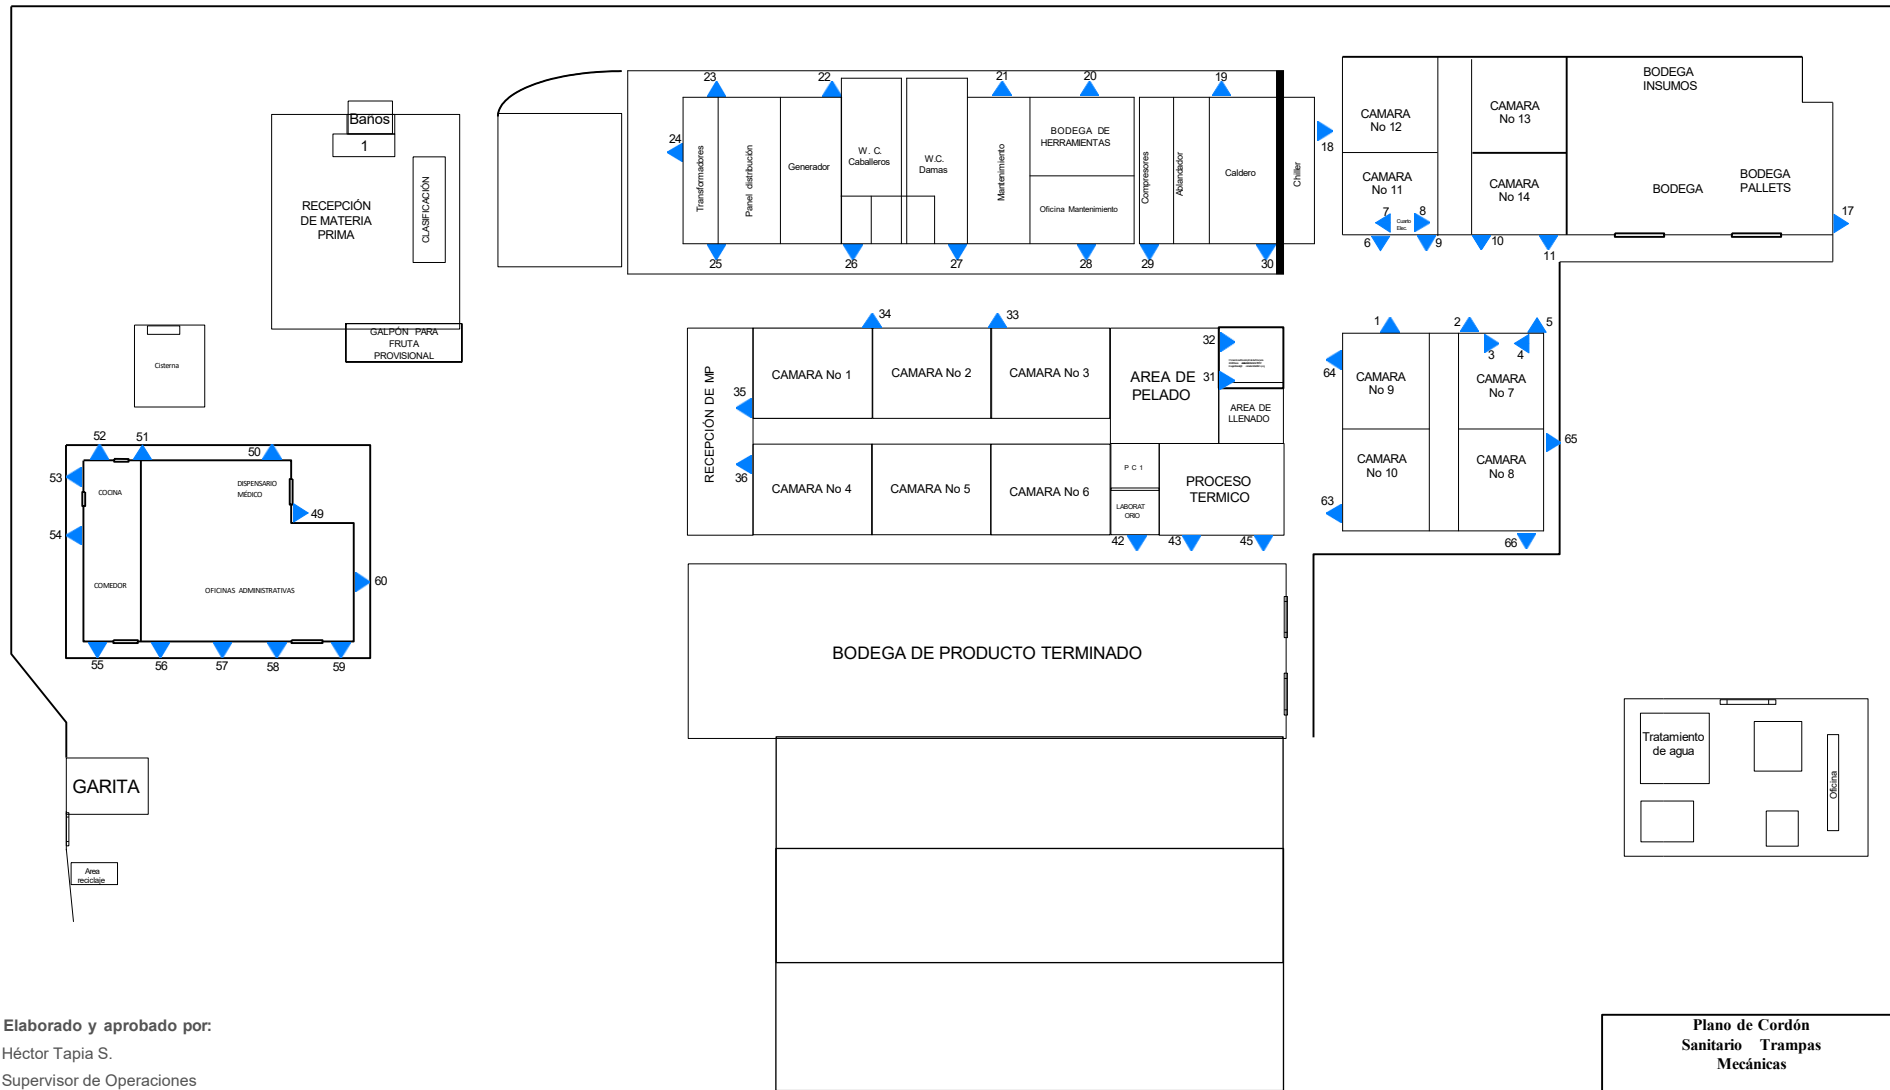 23
22
21
20
19
24
18
Transformadores
Panel distribución
Generador
W. C.
Caballeros
W.C.
Damas
Mantenimiento
BODEGA DE
HERRAMIENTAS
Oficina Mantenimiento
Compresores
Ablandador
Caldero
Chiller
25
26
27
28
29
30
Banos
1
RECEPCIÓN
DE MATERIA
PRIMA
CLASIFICACIÓN
GALPÓN PARA
FRUTA
PROVISIONAL
Cisterna
CAMARA
No 12
CAMARA
No 11
CAMARA
No 13
CAMARA
No 14
BODEGA
INSUMOS
BODEGA
BODEGA
PALLETS
17
7
8
Cuarto
Elec
6
9
10
11
34
33
32
31
35
36
RECEPCIÓN DE MP
CAMARA No 1
CAMARA No 2
CAMARA No 3
CAMARA No 4
CAMARA No 5
CAMARA No 6
AREA DE
PELADO
AREA DE
LLENADO
P C 1
LABORAT
ORIO
PROCESO
TERMICO
42
43
45
1
2
5
3
4
64
CAMARA
No 9
CAMARA
No 7
CAMARA
No 10
CAMARA
No 8
65
63
66
52
51
50
53
COCINA
DISPENSARIO
MÉDICO
49
54
COMEDOR
OFICINAS ADMINISTRATIVAS
60
55
56
57
58
59
BODEGA DE PRODUCTO TERMINADO
GARITA
Area
reciclaje
Tratamiento
de agua
Oficina
Elaborado y aprobado por:
Héctor Tapia S.
Supervisor de Operaciones
Plano de Cordón
Sanitario Trampas
Mecánicas